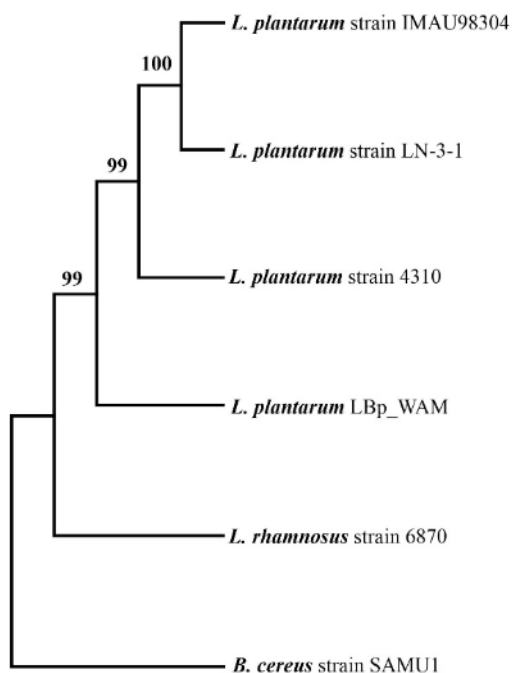 L. plantarum strain IMAU98304
100
L. plantarum strain LN-3-1
99
L. plantarum strain 4310
99
L. plantarum LBp_WAM
L. rhamnosus strain 6870
B. cereus strain SAMU1